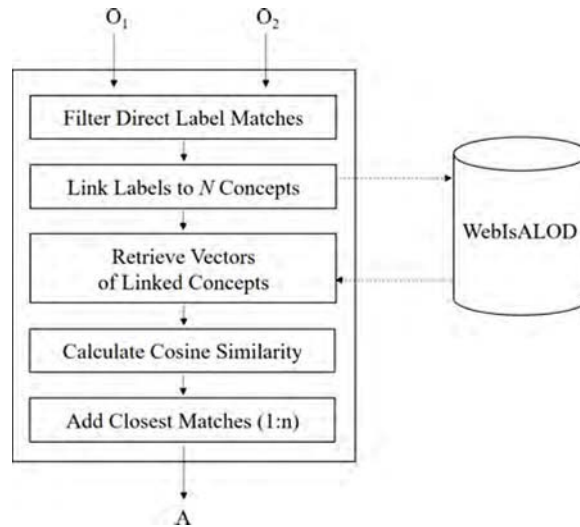 O₁ O₂
Filter Direct Label Matches
Link Labels to N Concepts
WebIsALOD
Retrieve Vectors
of Linked Concepts
Calculate Cosine Similarity
Add Closest Matches (1:n)
A